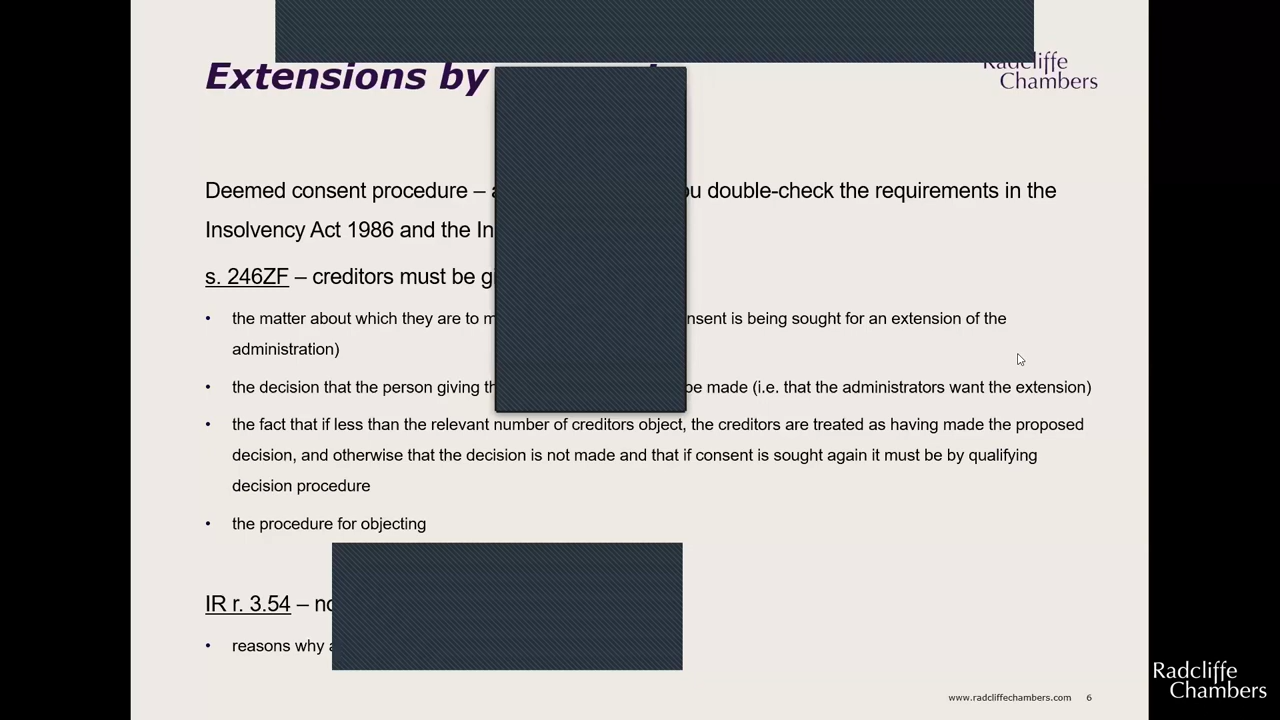 Radcliffe
Chambers
Extensions by
Deemed consent procedure – double-check the requirements in the
Insolvency Act 1986 and the
s. 246ZF – creditors must be
• the matter about which they are to is being sought for an extension of the
administration)
• the decision that the person giving be made (i.e. that the administrators want the extension)
• the fact that if less than the relevant number of creditors object, the creditors are treated as having made the proposed
decision, and otherwise that the decision is not made and that if consent is sought again it must be by qualifying
decision procedure
• the procedure for objecting
IR r. 3.54 –
• reasons why
www.radcliffechambers.com 6
Radcliffe
Chambers